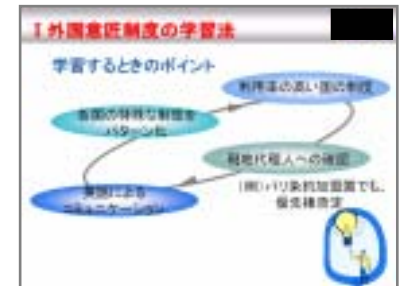 I 外国意匠制度の学習法
学習するときのポイント
利用率の高い国の制度
各国の特殊な制度を
パターン化
現地代理人への確認
英語による
コミュニケーション
(例)パリ条約加盟国でも、
優先権否定